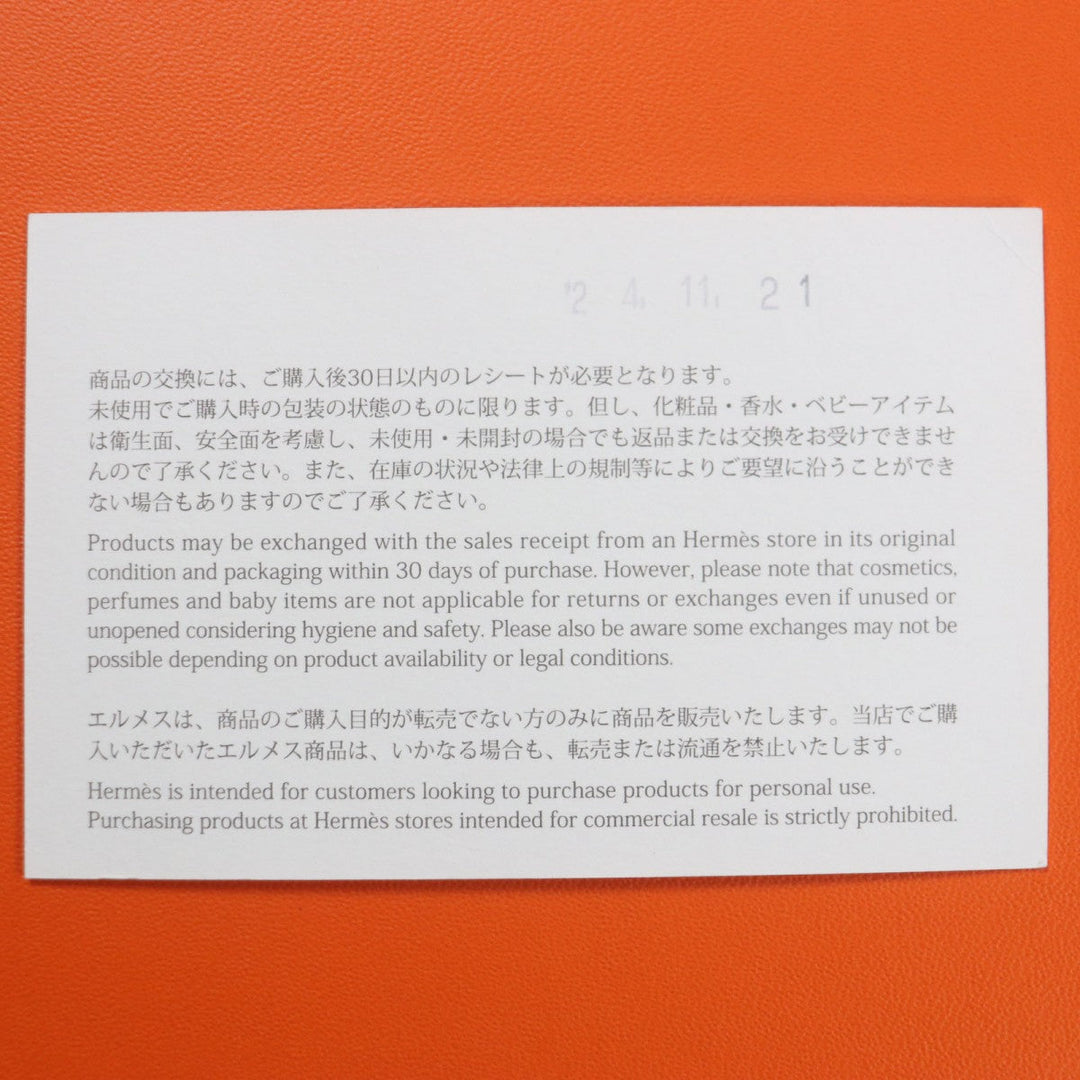 '2 4. 11. 21
商品の交換には、ご購入後30日以内のレシートが必要となります。
未使用でご購入時の包装の状態のものに限ります。但し、化粧品・香水・ベビーアイテム
は衛生面、安全面を考慮し、未使用・未開封の場合でも返品または交換をお受けできませ
んので了承ください。また、在庫の状況や法律上の規制等によりご要望に沿うことができ
ない場合もありますのでご了承ください。
Products may be exchanged with the sales receipt from an Hermès store in its original
condition and packaging within 30 days of purchase. However, please note that cosmetics,
perfumes and baby items are not applicable for returns or exchanges even if unused or
unopened considering hygiene and safety. Please also be aware some exchanges may not be
possible depending on product availability or legal conditions.
エルメスは、商品のご購入目的が転売でない方のみに商品を販売いたします。当店でご購
入いただいたエルメス商品は、いかなる場合も、転売または流通を禁止いたします。
Hermès is intended for customers looking to purchase products for personal use.
Purchasing products at Hermès stores intended for commercial resale is strictly prohibited.